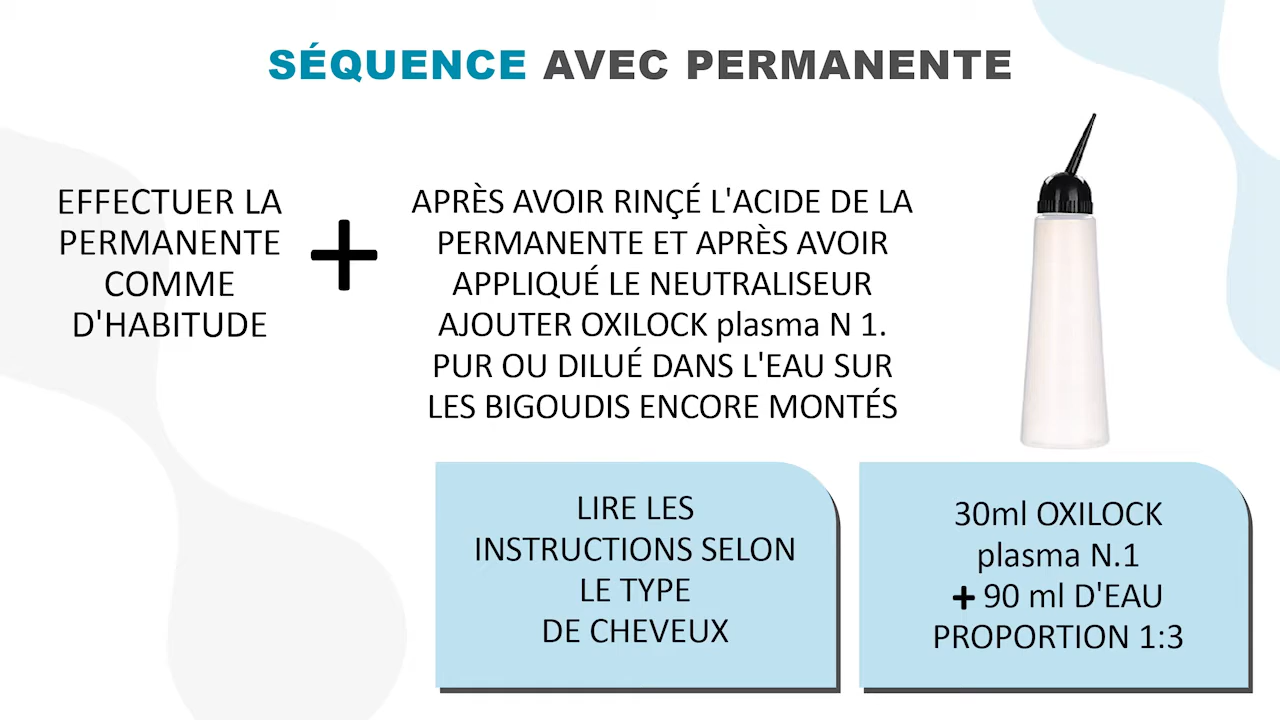 SÉQUENCE AVEC PERMANENTE
EFFECTUER LA
PERMANENTE
COMME
D'HABITUDE
+
APRÈS AVOIR RINÇÉ L'ACIDE DE LA
PERMANENTE ET APRÈS AVOIR
APPLIQUÉ LE NEUTRALISEUR
AJOUTER OXILOCK plasma N 1.
PUR OU DILUÉ DANS L'EAU SUR
LES BIGOUDIS ENCORE MONTÉS
LIRE LES
INSTRUCTIONS SELON
LE TYPE
DE CHEVEUX
30ml OXILOCK
plasma N.1
+ 90 ml D'EAU
PROPORTION 1:3